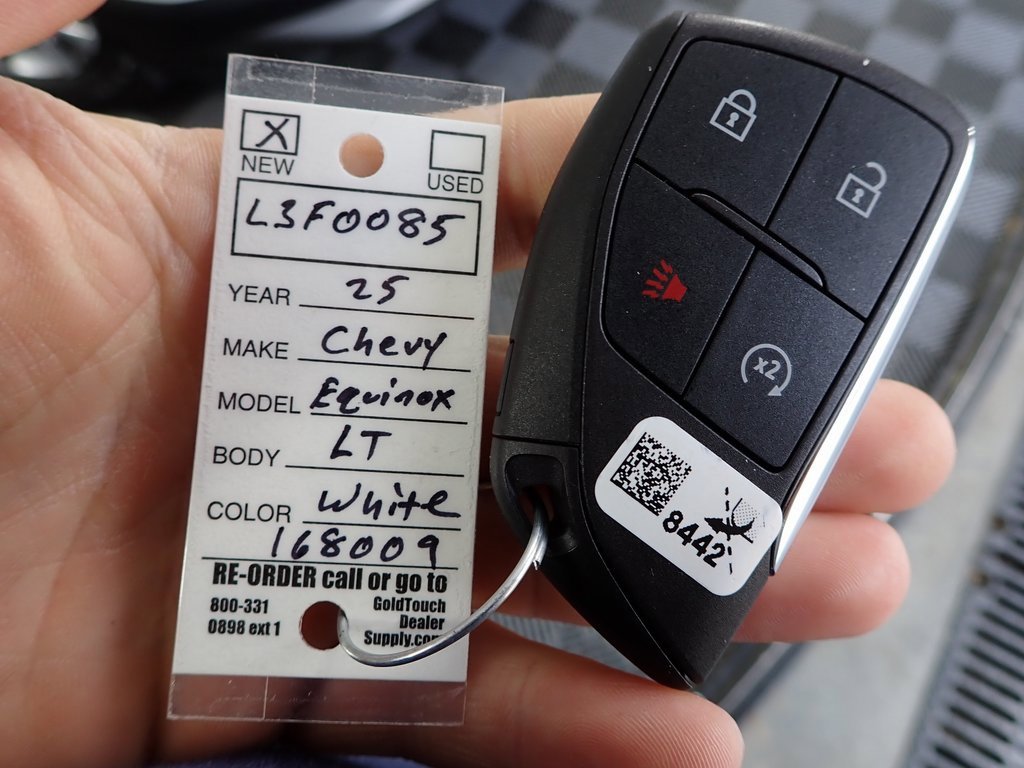 X
NEW
USED
L3F0085
YEAR 25
MAKE Chevy
MODEL Equinox
BODY LT
COLOR White
168009
RE-ORDER call or go to
800-331 GoldTouch
0898 ext 1 Dealer
Supply.com
x2
8442